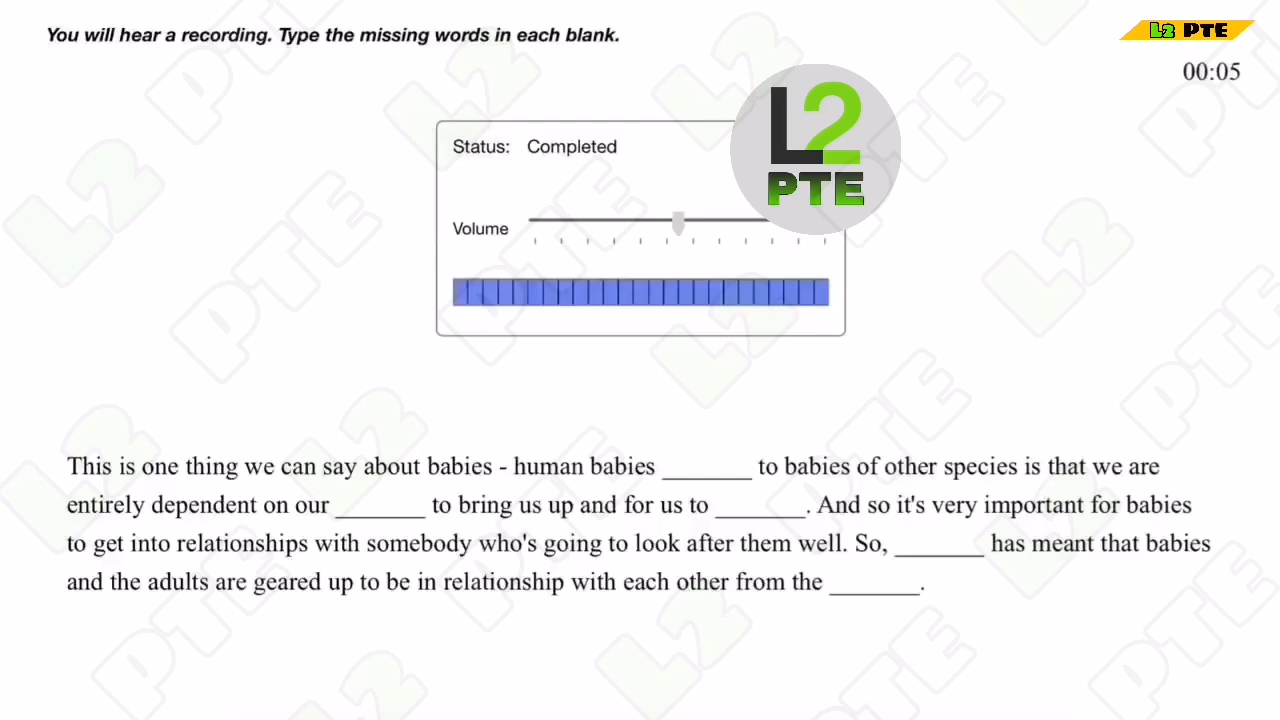 You will hear a recording. Type the missing words in each blank.
L2 PTE
00:05
L2
PTE
Status: Completed
Volume
This is one thing we can say about babies - human babies _______ to babies of other species is that we are
entirely dependent on our _______ to bring us up and for us to _______. And so it's very important for babies
to get into relationships with somebody who's going to look after them well. So, _______ has meant that babies
and the adults are geared up to be in relationship with each other from the _______.